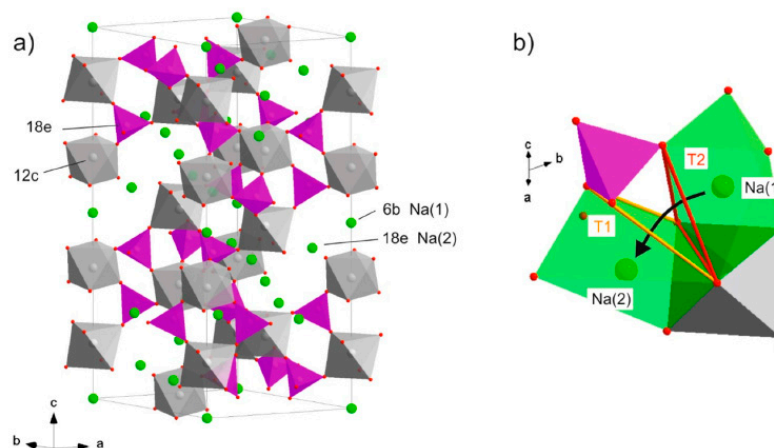 a)
18e
12c
6b Na(1)
18e Na(2)
c
b
a
b)
c
b
a
T2
Na(1
T1
Na(2)